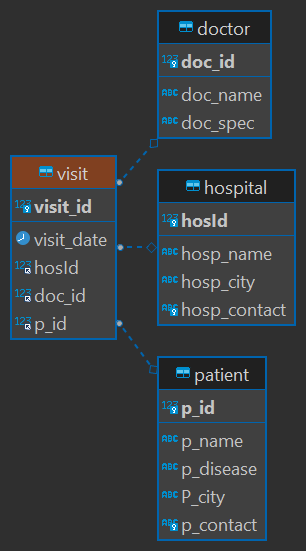 doctor
123 doc_id
ABC doc_name
ABC doc_spec
visit
123 visit_id
visit_date
123 hosId
123 doc_id
123 p_id
hospital
123 hosId
ABC hosp_name
ABC hosp_city
ABC hosp_contact
patient
123 p_id
ABC p_name
ABC p_disease
ABC P_city
ABC p_contact